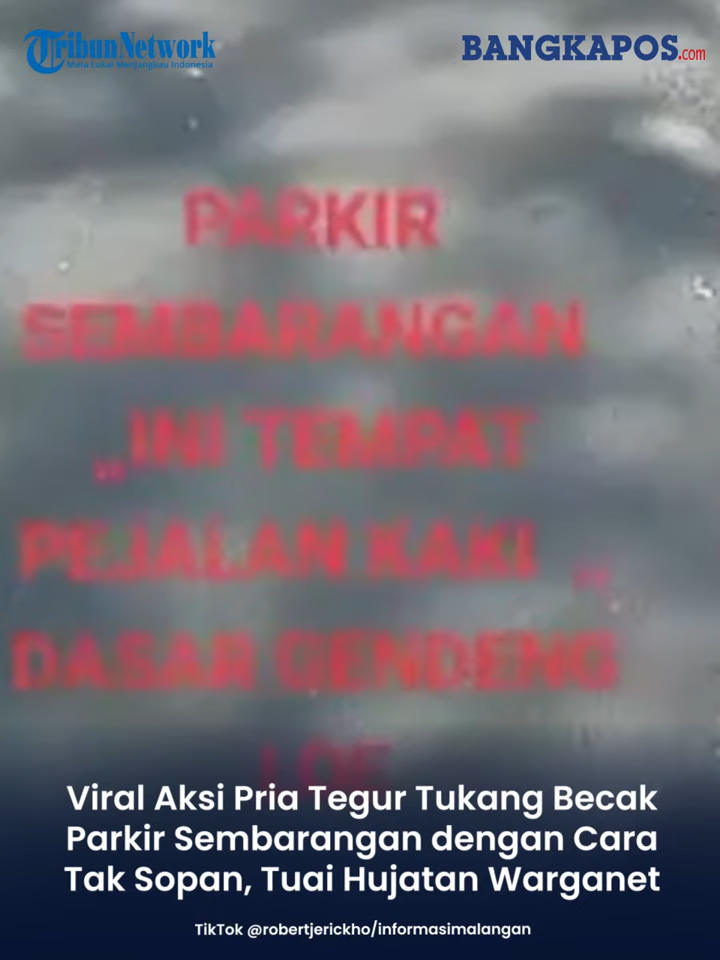 TribunNetwork
Mata Lokal Menjangkau Indonesia
BANGKAPOS.com
PARKIR
SEMBARANGAN
,,INI TEMPAT
PEJALAN KAKI ,,
DASAR GENDENG
LOE
Viral Aksi Pria Tegur Tukang Becak
Parkir Sembarangan dengan Cara
Tak Sopan, Tuai Hujatan Warganet
TikTok @robertjerickho/informasimalangan